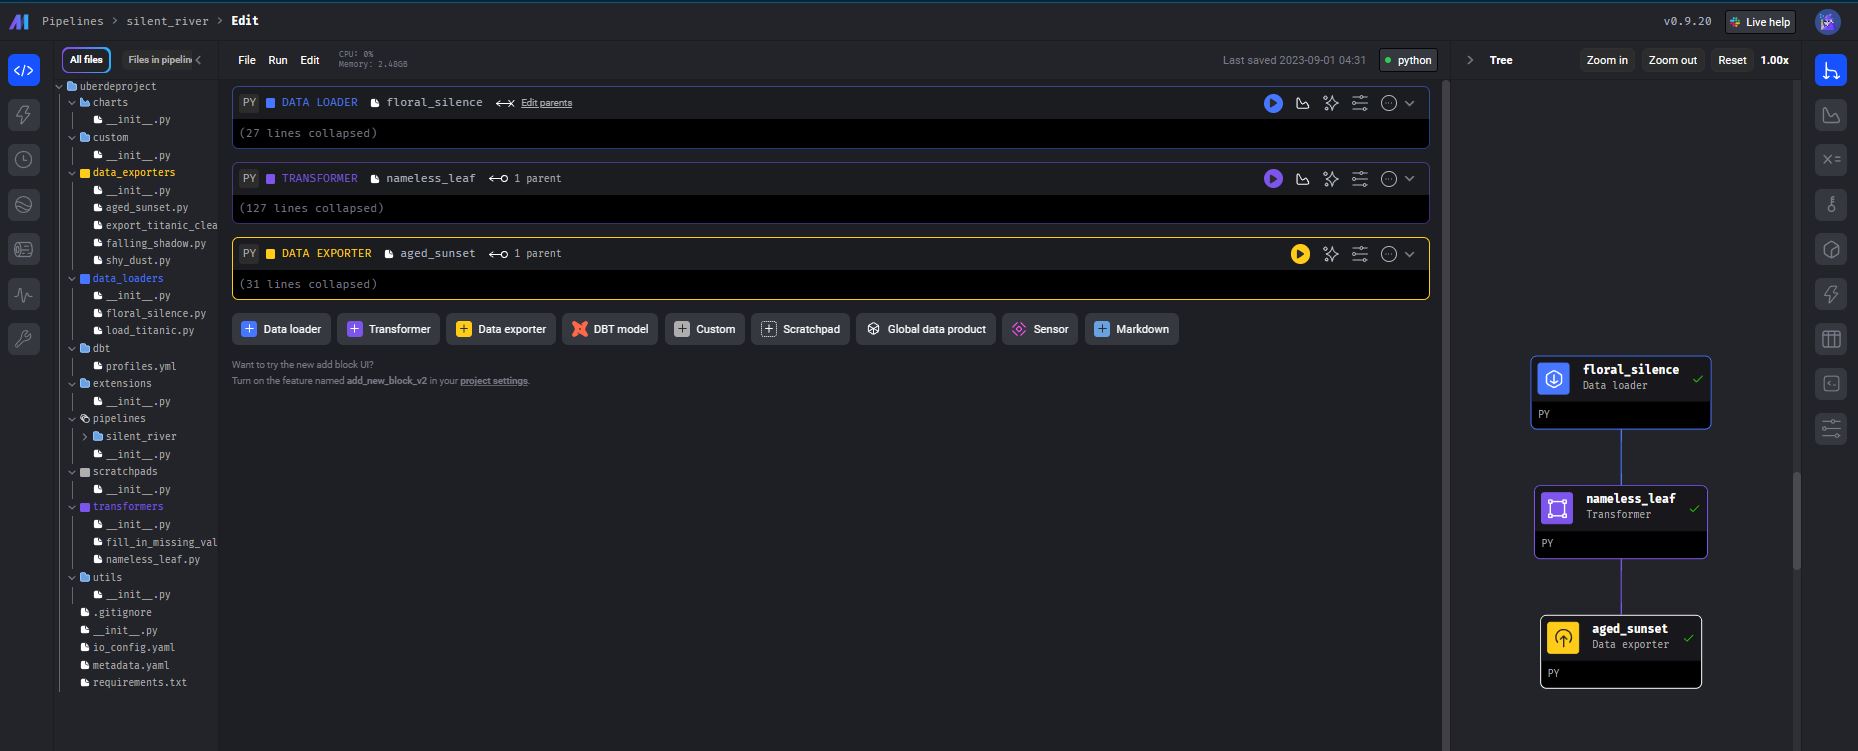 Pipelines > silent_river > Edit
v0.9.20
Live help
All files
Files in pipelin
File Run Edit
CPU: 0%
Memory: 2.48GB
Last saved 2023-09-01 04:31
python
Tree
Zoom in
Zoom out
Reset
1.00x
uberdeproject
charts
__init__.py
custom
__init__.py
data_exporters
__init__.py
aged_sunset.py
export_titanic_clea
falling_shadow.py
shy_dust.py
data_loaders
__init__.py
floral_silence.py
load_titanic.py
dbt
profiles.yml
extensions
__init__.py
pipelines
silent_river
__init__.py
scratchpads
__init__.py
transformers
__init__.py
fill_in_missing_val
nameless_leaf.py
utils
__init__.py
.gitignore
__init__.py
io_config.yaml
metadata.yaml
requirements.txt
PY DATA LOADER floral_silence Edit parents
(27 lines collapsed)
PY TRANSFORMER nameless_leaf 1 parent
(127 lines collapsed)
PY DATA EXPORTER aged_sunset 1 parent
(31 lines collapsed)
Data loader
Transformer
Data exporter
DBT model
Custom
Scratchpad
Global data product
Sensor
Markdown
Want to try the new add block UI?
Turn on the feature named add_new_block_v2 in your project settings.
floral_silence
Data loader
PY
nameless_leaf
Transformer
PY
aged_sunset
Data exporter
PY